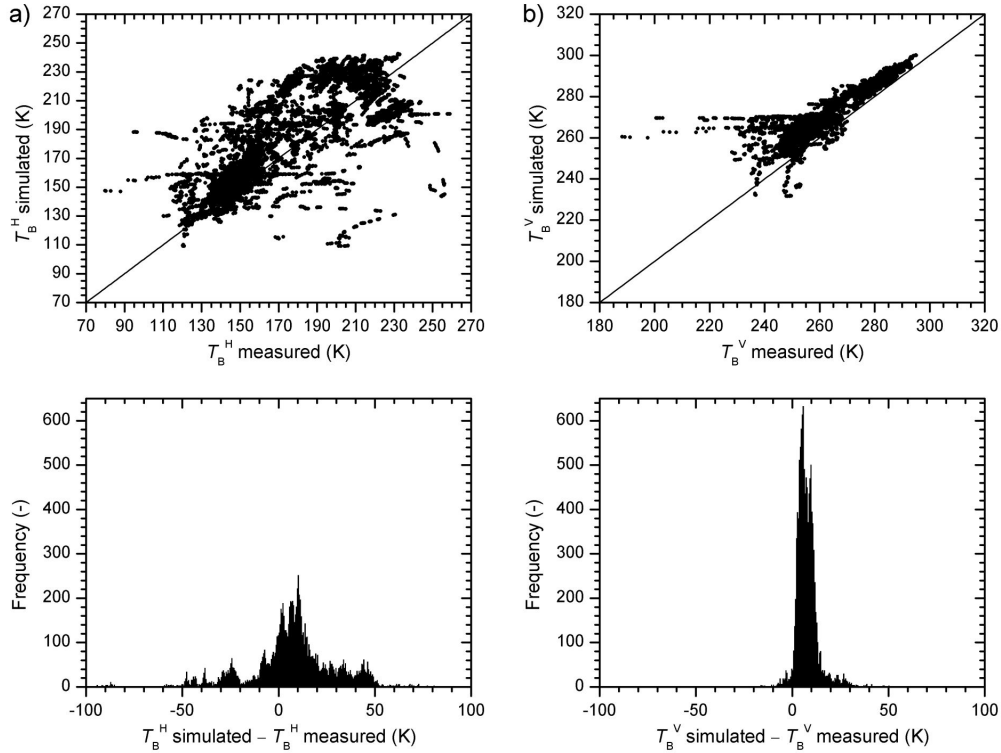 a)
270
250
230
210
190
170
150
130
110
90
70
T_B^H simulated (K)
70 90 110 130 150 170 190 210 230 250 270
T_B^H measured (K)
b)
320
300
280
260
240
220
200
180
T_B^V simulated (K)
180 200 220 240 260 280 300 320
T_B^V measured (K)
600
500
400
300
200
100
0
Frequency (-)
-100 -50 0 50 100
T_B^H simulated – T_B^H measured (K)
600
500
400
300
200
100
0
Frequency (-)
-100 -50 0 50 100
T_B^V simulated – T_B^V measured (K)